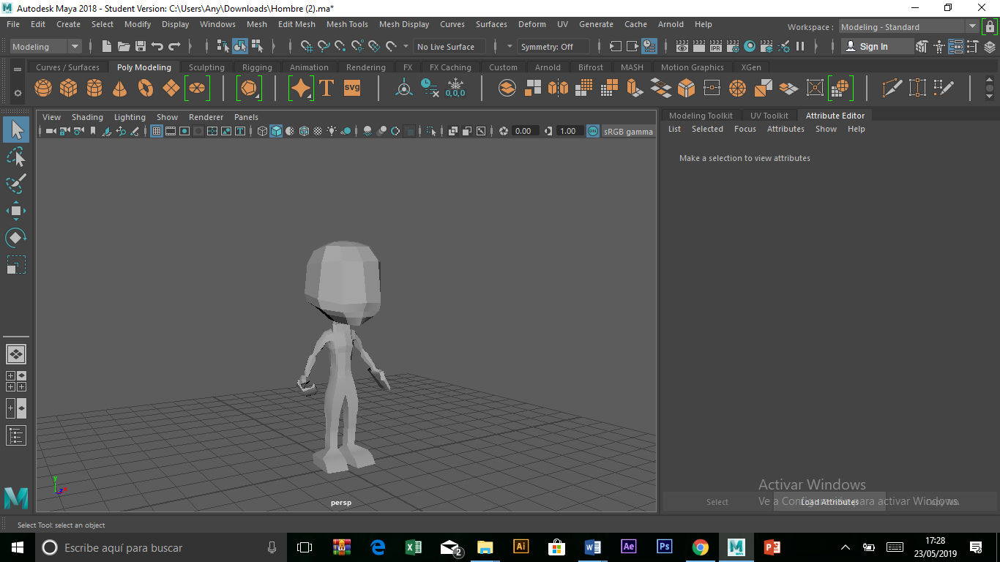 Autodesk Maya 2018 - Student Version: C:\Users\Any\Downloads\Hombre (2).ma*
File Edit Create Select Modify Display Windows Mesh Edit Mesh Mesh Tools Mesh Display Curves Surfaces Deform UV Generate Cache Arnold Help
Workspace : Modeling - Standard
Modeling No Live Surface Symmetry: Off IPR Sign In
Curves / Surfaces Poly Modeling Sculpting Rigging Animation Rendering FX FX Caching Custom Arnold Bifrost MASH Motion Graphics XGen
T svg 0,0,0
View Shading Lighting Show Renderer Panels
0.00 1.00 ON sRGB gamma
Modeling Toolkit UV Toolkit Attribute Editor
List Selected Focus Attributes Show Help
Make a selection to view attributes
y
z x
persp
Activar Windows
Ve a Configuración para activar Windows.
Select Load Attributes Copy Tab
M
Select Tool: select an object
Escribe aquí para buscar
2 Ai Ae Ps
17:28
23/05/2019